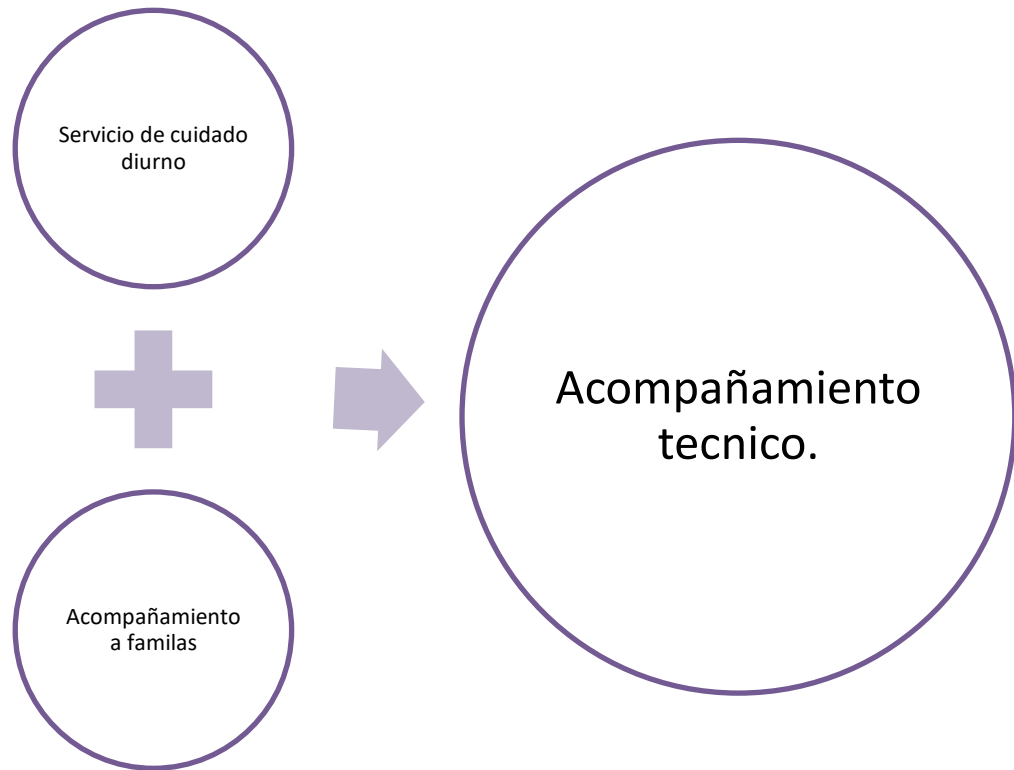 Servicio de cuidado
diurno
Acompañamiento
a familas
Acompañamiento
tecnico.